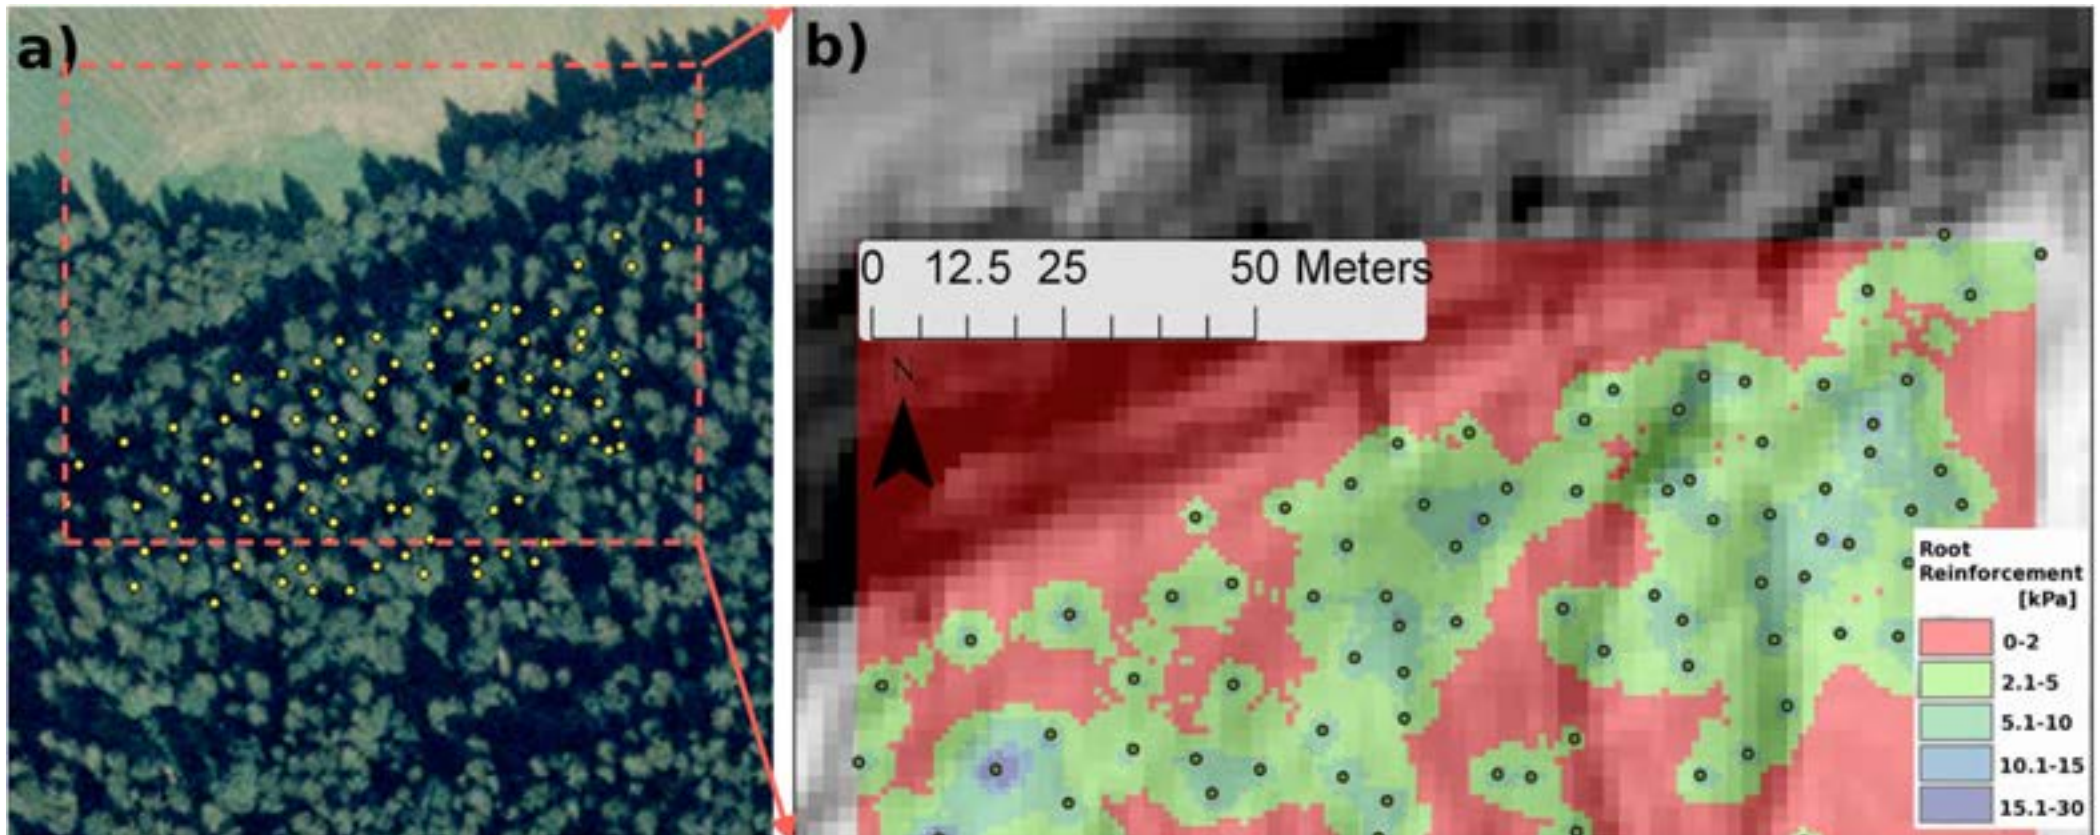 a)
b)
0 12.5 25 50 Meters
N
Root
Reinforcement
[kPa]
0-2
2.1-5
5.1-10
10.1-15
15.1-30